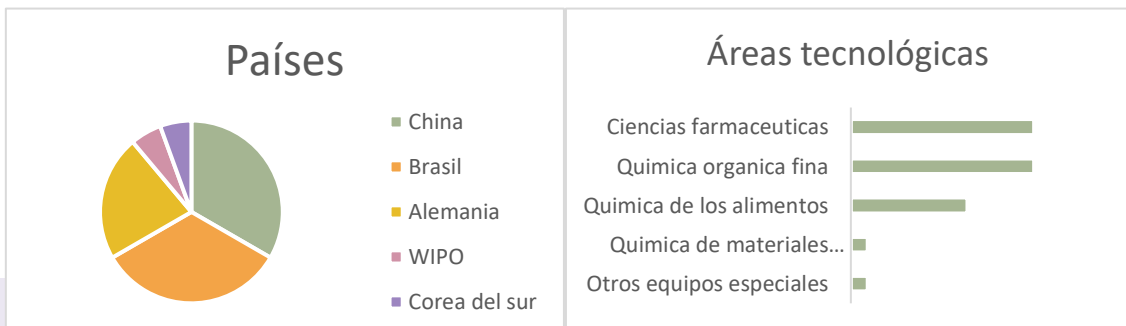 Países
China
Brasil
Alemania
WIPO
Corea del sur
Áreas tecnológicas
Ciencias farmaceuticas
Quimica organica fina
Quimica de los alimentos
Quimica de materiales...
Otros equipos especiales